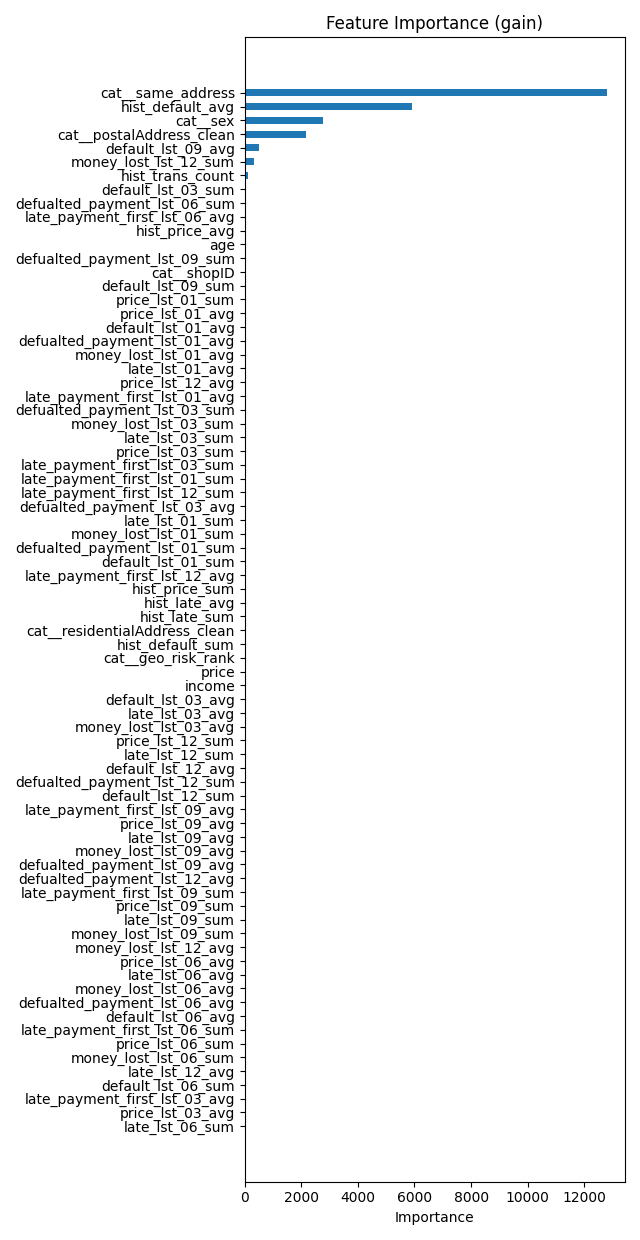 Feature Importance (gain)
cat__same_address
hist_default_avg
cat__sex
cat__postalAddress_clean
default_lst_09_avg
money_lost_lst_12_sum
hist_trans_count
default_lst_03_sum
defualted_payment_lst_06_sum
late_payment_first_lst_06_avg
hist_price_avg
age
defualted_payment_lst_09_sum
cat__shopID
default_lst_09_sum
price_lst_01_sum
price_lst_01_avg
default_lst_01_avg
defualted_payment_lst_01_avg
money_lost_lst_01_avg
late_lst_01_avg
price_lst_12_avg
late_payment_first_lst_01_avg
defualted_payment_lst_03_sum
money_lost_lst_03_sum
late_lst_03_sum
price_lst_03_sum
late_payment_first_lst_03_sum
late_payment_first_lst_01_sum
late_payment_first_lst_12_sum
defualted_payment_lst_03_avg
late_lst_01_sum
money_lost_lst_01_sum
defualted_payment_lst_01_sum
default_lst_01_sum
late_payment_first_lst_12_avg
hist_price_sum
hist_late_avg
hist_late_sum
cat__residentialAddress_clean
hist_default_sum
cat__geo_risk_rank
price
income
default_lst_03_avg
late_lst_03_avg
money_lost_lst_03_avg
price_lst_12_sum
late_lst_12_sum
default_lst_12_avg
defualted_payment_lst_12_sum
default_lst_12_sum
late_payment_first_lst_09_avg
price_lst_09_avg
late_lst_09_avg
money_lost_lst_09_avg
defualted_payment_lst_09_avg
defualted_payment_lst_12_avg
late_payment_first_lst_09_sum
price_lst_09_sum
late_lst_09_sum
money_lost_lst_09_sum
money_lost_lst_12_avg
price_lst_06_avg
late_lst_06_avg
money_lost_lst_06_avg
defualted_payment_lst_06_avg
default_lst_06_avg
late_payment_first_lst_06_sum
price_lst_06_sum
money_lost_lst_06_sum
late_lst_12_avg
default_lst_06_sum
late_payment_first_lst_03_avg
price_lst_03_avg
late_lst_06_sum
0 2000 4000 6000 8000 10000 12000
Importance